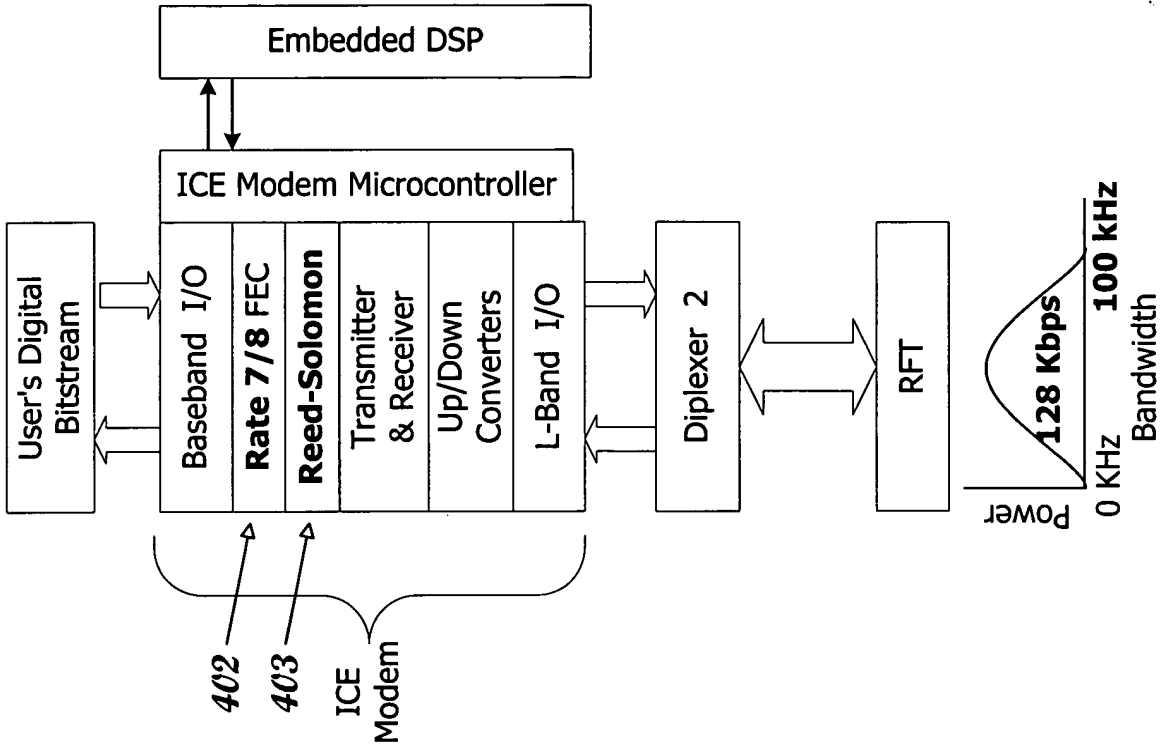 User's Digital
Bitstream
Embedded DSP
ICE Modem Microcontroller
Baseband I/O
Rate 7/8 FEC
Reed-Solomon
Transmitter
& Receiver
Up/Down
Converters
L-Band I/O
402
403
ICE
Modem
Diplexer 2
RFT
Power
128 Kbps
0 KHz
100 kHz
Bandwidth